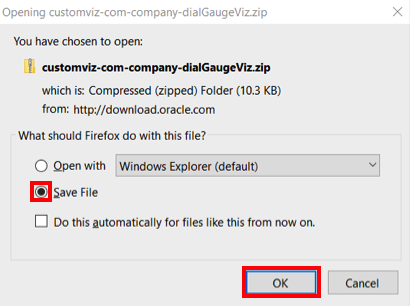 Opening customviz-com-company-dialGaugeViz.zip
You have chosen to open:
customviz-com-company-dialGaugeViz.zip
which is: Compressed (zipped) Folder (10.3 KB)
from: http://download.oracle.com
What should Firefox do with this file?
Open with Windows Explorer (default)
Save File
Do this automatically for files like this from now on.
OK Cancel